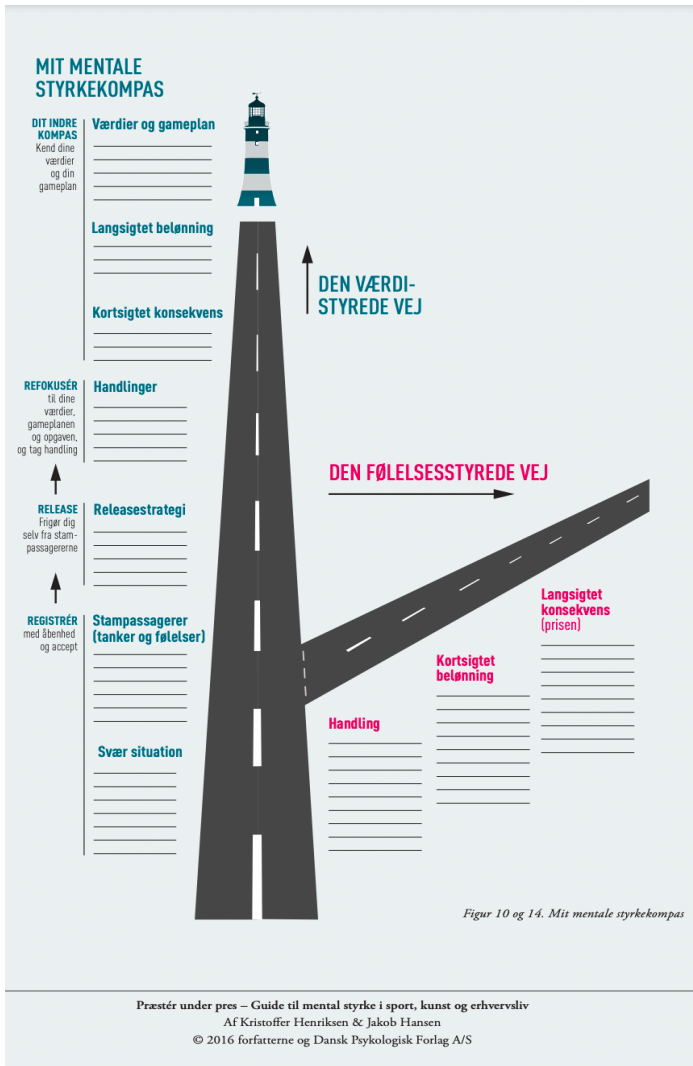 MIT MENTALE
STYRKEKOMPAS
DIT INDRE
KOMPAS
Kend dine
værdier
og din
gameplan
Værdier og gameplan
Langsigtet belønning
Kortsigtet konsekvens
DEN VÆRDI-
STYREDE VEJ
REFOKUSÉR
til dine
værdier,
gameplanen
og opgaven,
og tag handling
Handlinger
DEN FØLELSESSTYREDE VEJ
RELEASE
Frigør dig
selv fra stam-
passagererne
Releasestrategi
REGISTRÉR
med åbenhed
og accept
Stampassagerer
(tanker og følelser)
Svær situation
Handling
Kortsigtet
belønning
Langsigtet
konsekvens
(prisen)
Figur 10 og 14. Mit mentale styrkekompas
Præstér under pres – Guide til mental styrke i sport, kunst og erhvervsliv
Af Kristoffer Henriksen & Jakob Hansen
© 2016 forfatterne og Dansk Psykologisk Forlag A/S